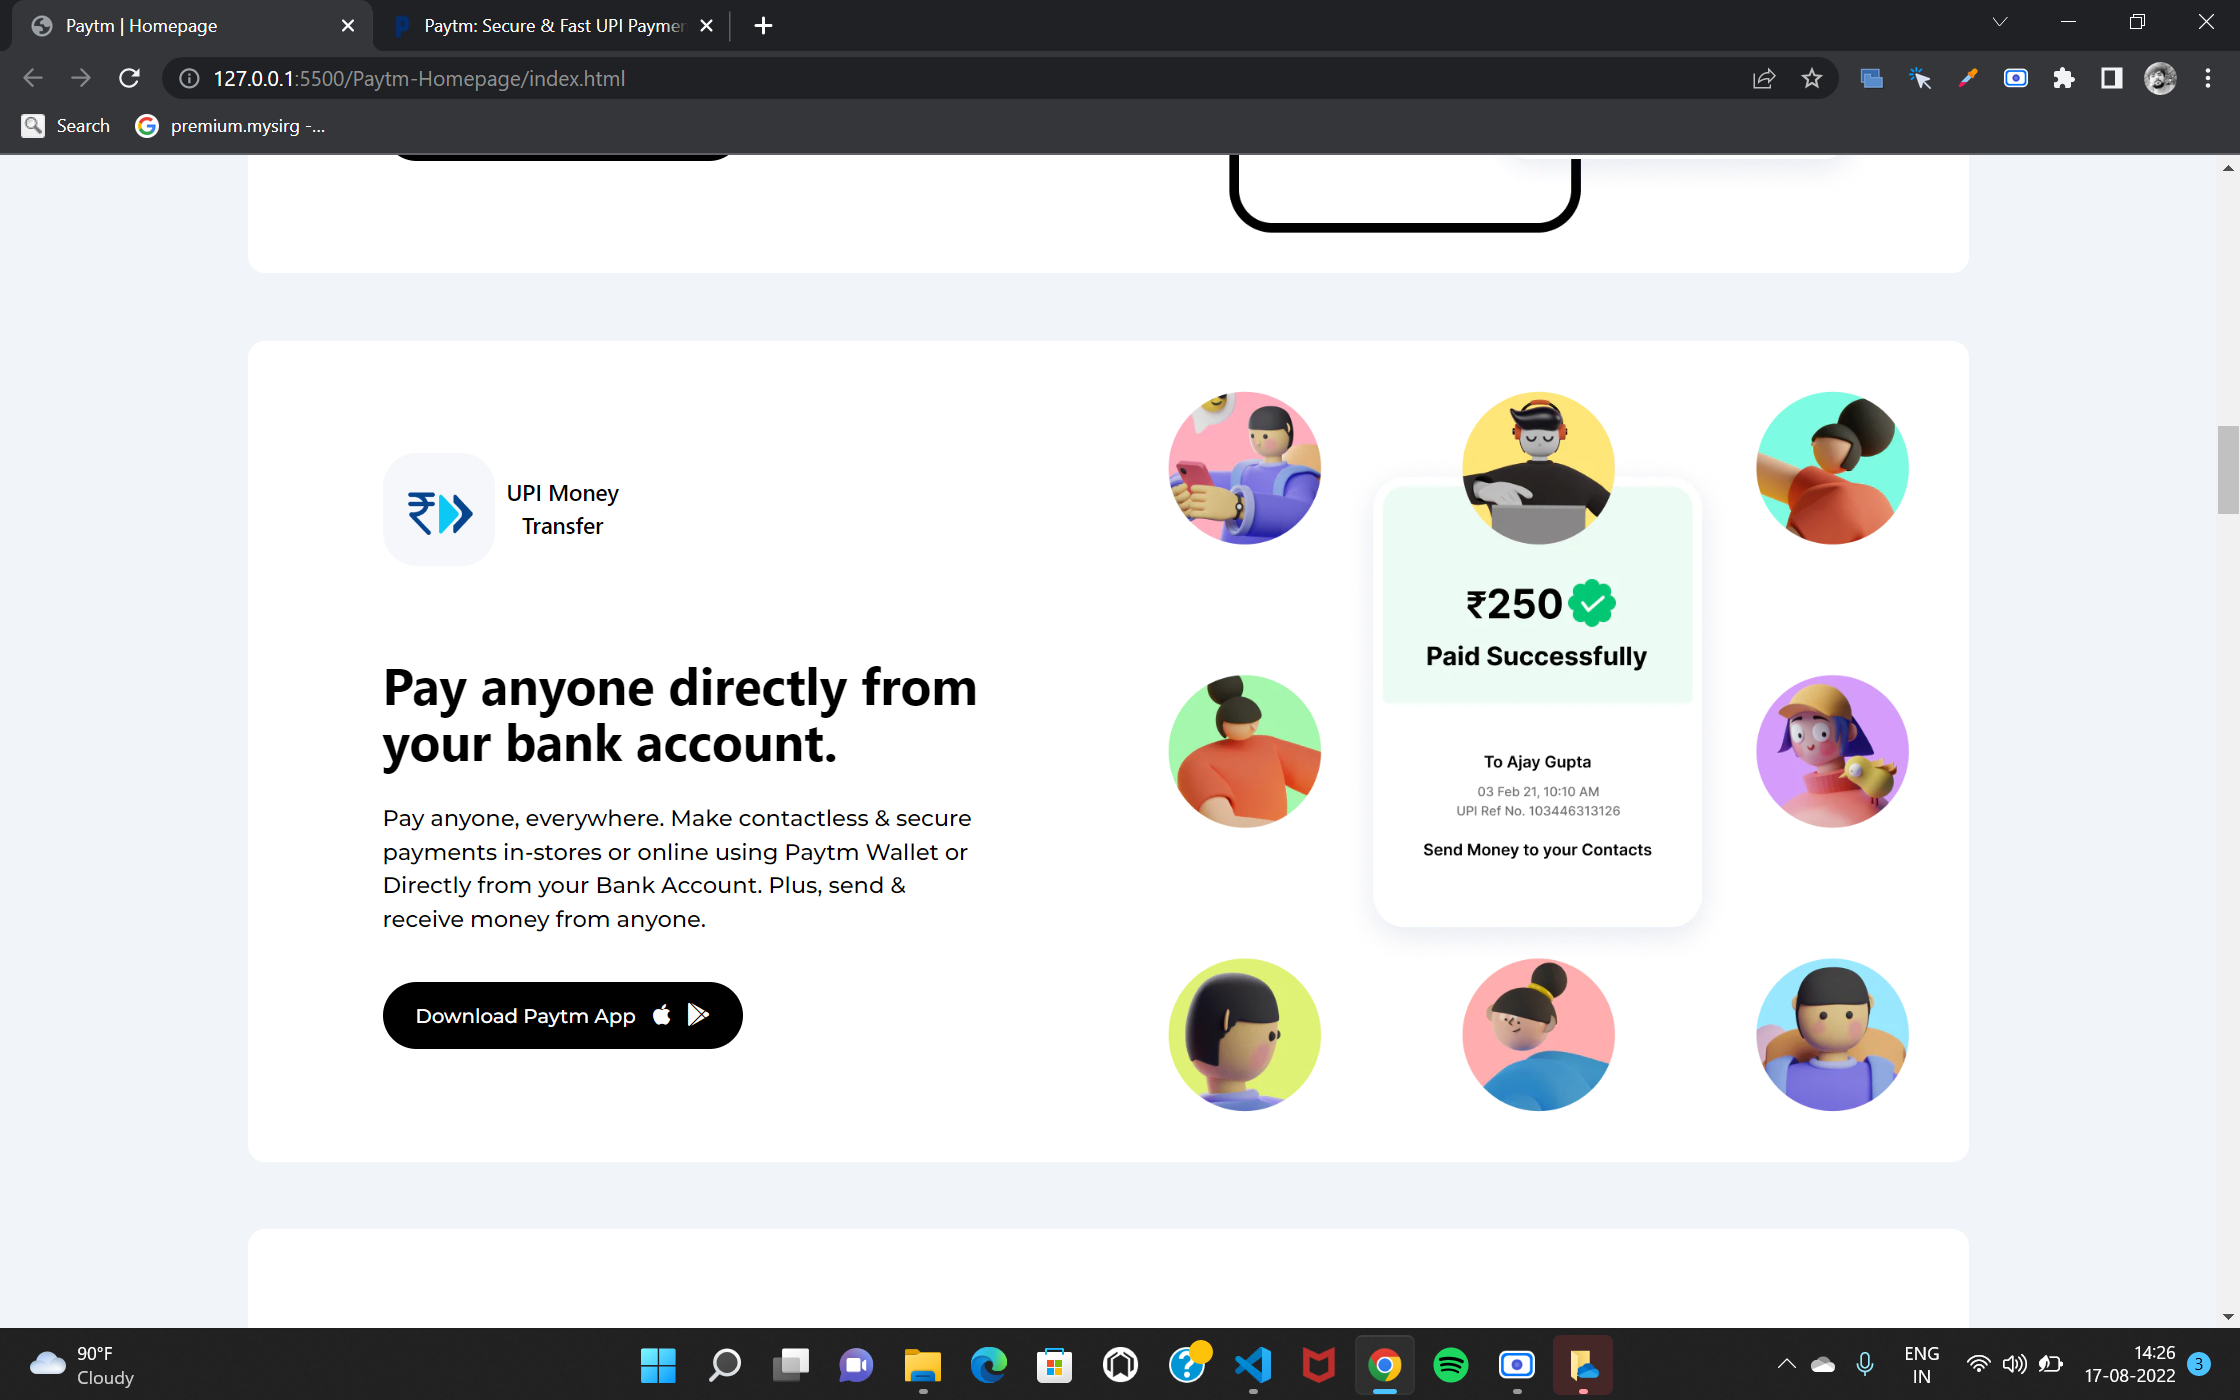 Paytm | Homepage
Paytm: Secure & Fast UPI Paymer
127.0.0.1:5500/Paytm-Homepage/index.html
Search
premium.mysirg -...
UPI Money
Transfer
Pay anyone directly from
your bank account.
Pay anyone, everywhere. Make contactless & secure
payments in-stores or online using Paytm Wallet or
Directly from your Bank Account. Plus, send &
receive money from anyone.
Download Paytm App
₹250
Paid Successfully
To Ajay Gupta
03 Feb 21, 10:10 AM
UPI Ref No. 103446313126
Send Money to your Contacts
90°F
Cloudy
ENG
IN
14:26
17-08-2022
3